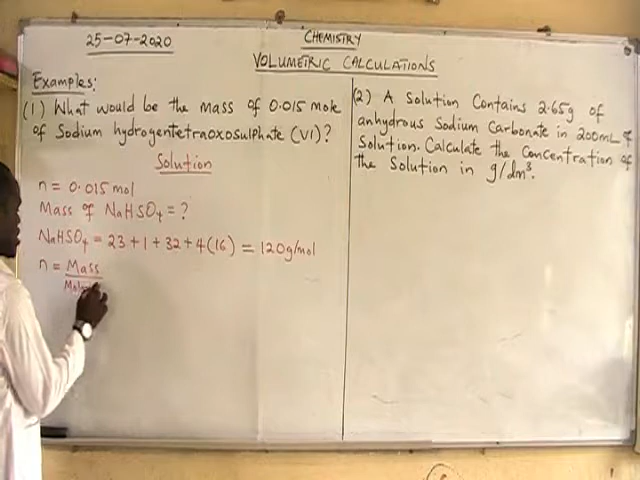 25-07-2020
CHEMISTRY
VOLUMETRIC CALCULATIONS
Examples:
(1) What would be the mass of 0.015 mole
of Sodium hydrogentetraoxosulphate (VI)?
Solution
n = 0.015 mol
Mass of NaHSO₄ = ?
NaHSO₄ = 23 + 1 + 32 + 4(16) = 120g/mol
n = Mass
(2) A Solution Contains 2.65g of
anhydrous Sodium Carbonate in 200mL of
Solution. Calculate the Concentration of
the Solution in g/dm³.